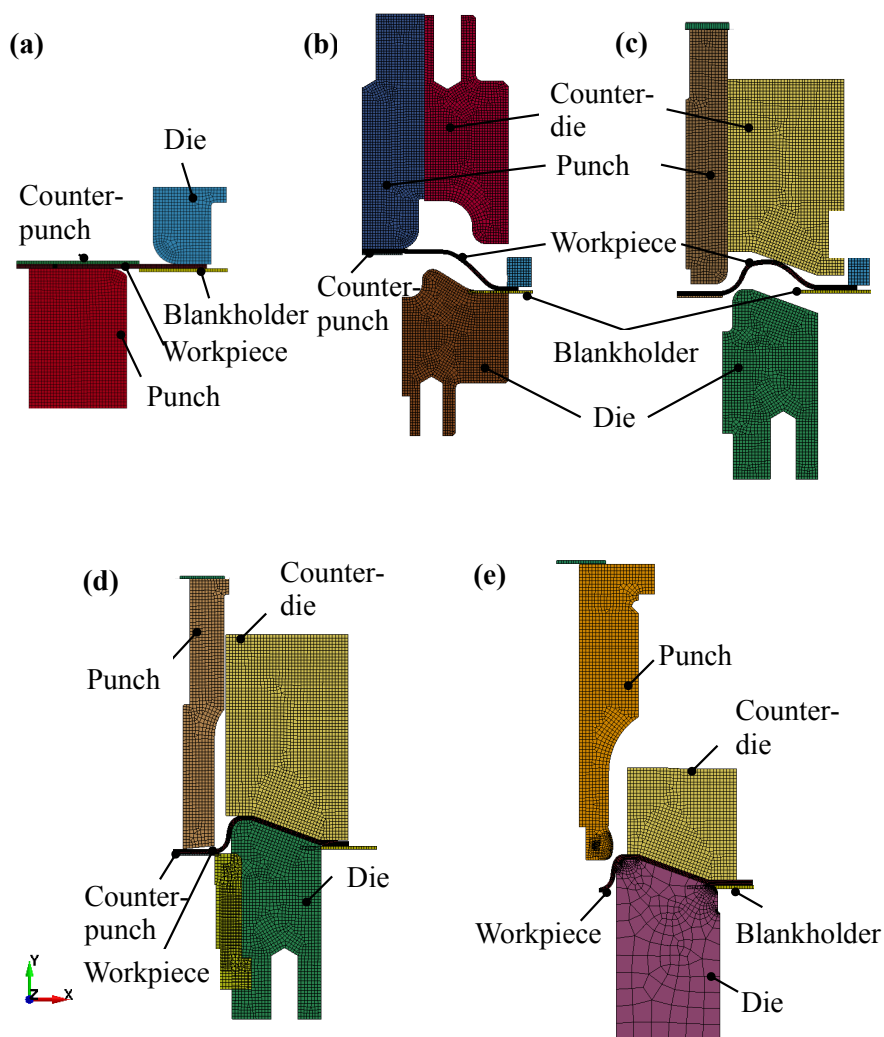 (a)
Die
Counter-
punch
Blankholder
Workpiece
Punch
(b)
Counter-
die
Punch
Workpiece
Counter-
punch
Blankholder
Die
(c)
(d)
Counter-
die
Punch
Counter-
punch
Workpiece
Die
Y
Z
X
(e)
Punch
Counter-
die
Workpiece
Blankholder
Die